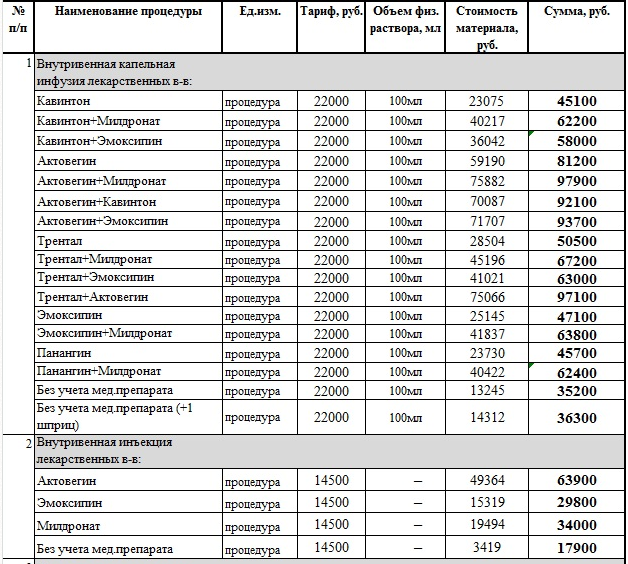 № п/п Наименование процедуры Ед.изм. Тариф, руб. Объем физ. раствора, мл Стоимость материала, руб. Сумма, руб.
1 Внутривенная капельная
инфузия лекарственных в-в:
Кавинтон процедура 22000 100мл 23075 45100
Кавинтон+Милдронат процедура 22000 100мл 40217 62200
Кавинтон+Эмоксипин процедура 22000 100мл 36042 58000
Актовегин процедура 22000 100мл 59190 81200
Актовегин+Милдронат процедура 22000 100мл 75882 97900
Актовегин+Кавинтон процедура 22000 100мл 70087 92100
Актовегин+Эмоксипин процедура 22000 100мл 71707 93700
Трентал процедура 22000 100мл 28504 50500
Трентал+Милдронат процедура 22000 100мл 45196 67200
Трентал+Эмоксипин процедура 22000 100мл 41021 63000
Трентал+Актовегин процедура 22000 100мл 75066 97100
Эмоксипин процедура 22000 100мл 25145 47100
Эмоксипин+Милдронат процедура 22000 100мл 41837 63800
Панангин процедура 22000 100мл 23730 45700
Панангин+Милдронат процедура 22000 100мл 40422 62400
Без учета мед.препарата процедура 22000 100мл 13245 35200
Без учета мед.препарата (+1
шприц) процедура 22000 100мл 14312 36300
2 Внутривенная инъекция
лекарственных в-в:
Актовегин процедура 14500 – 49364 63900
Эмоксипин процедура 14500 – 15319 29800
Милдронат процедура 14500 – 19494 34000
Без учета мед.препарата процедура 14500 – 3419 17900